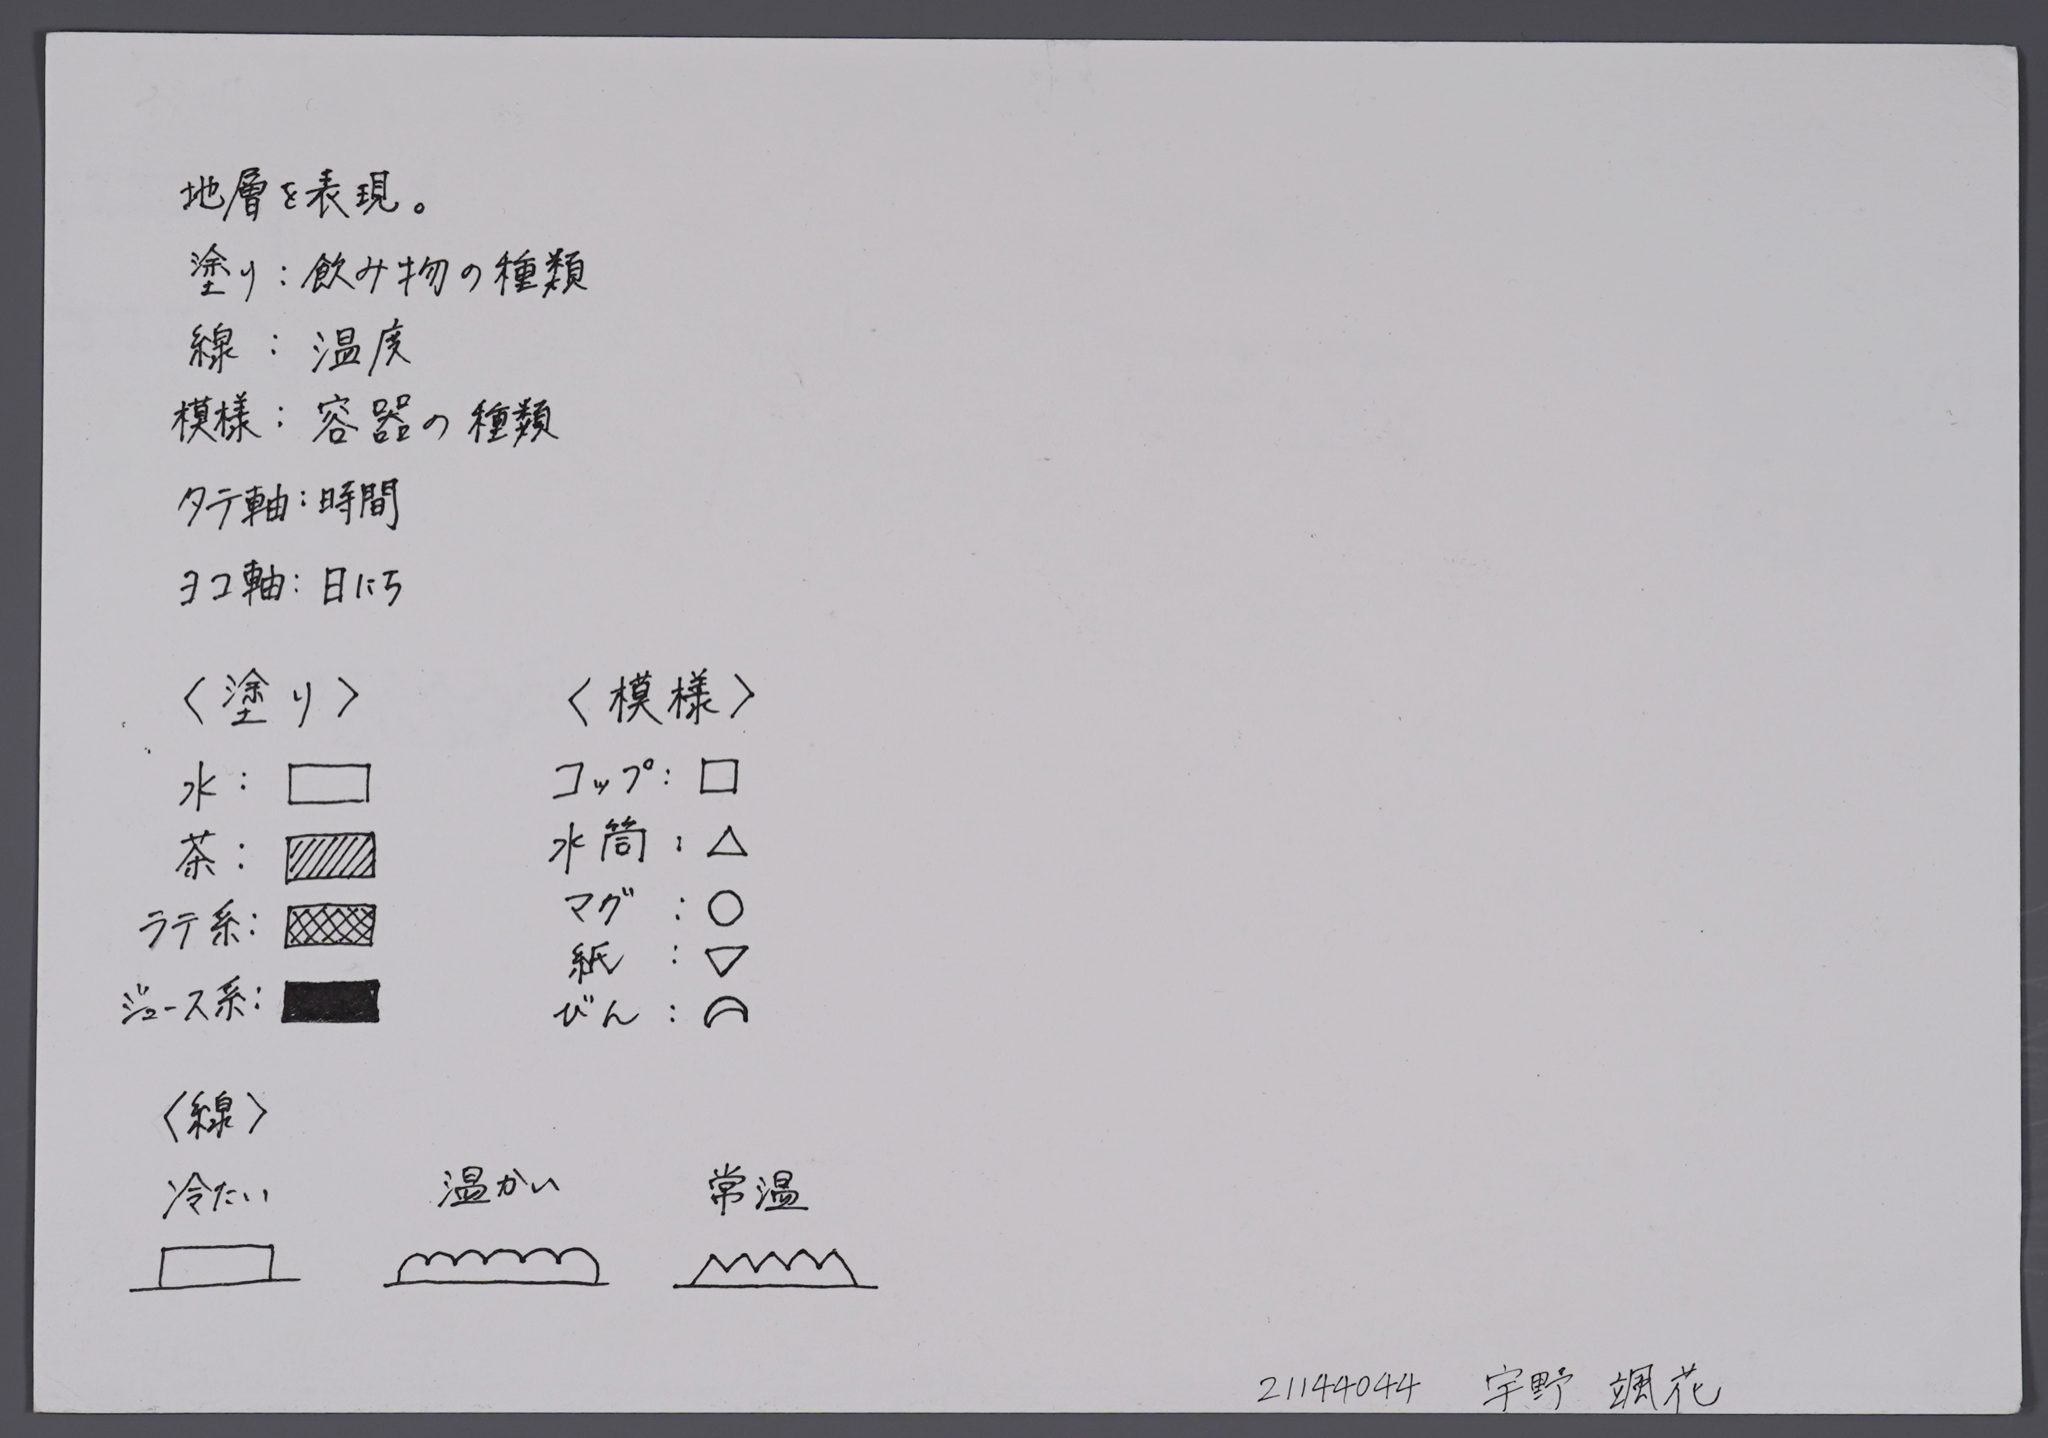 地層を表現。
塗り：飲み物の種類
線：温度
模様：容器の種類
タテ軸：時間
ヨコ軸：日にち
〈塗り〉
水：
茶：
ラテ系：
ジュース系：
〈模様〉
コップ：
水筒：
マグ：
紙：
びん：
〈線〉
冷たい 温かい 常温
21144044 宇野 颯花